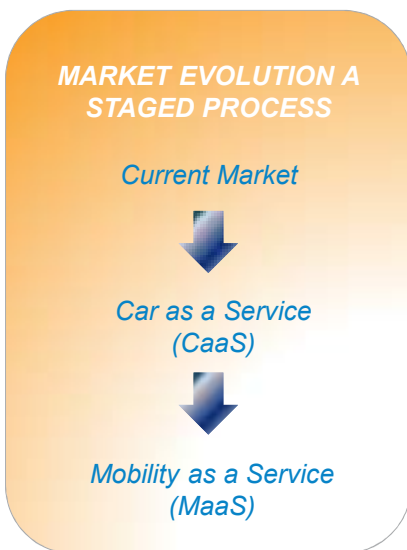 MARKET EVOLUTION A
STAGED PROCESS
Current Market
Car as a Service
(CaaS)
Mobility as a Service
(MaaS)